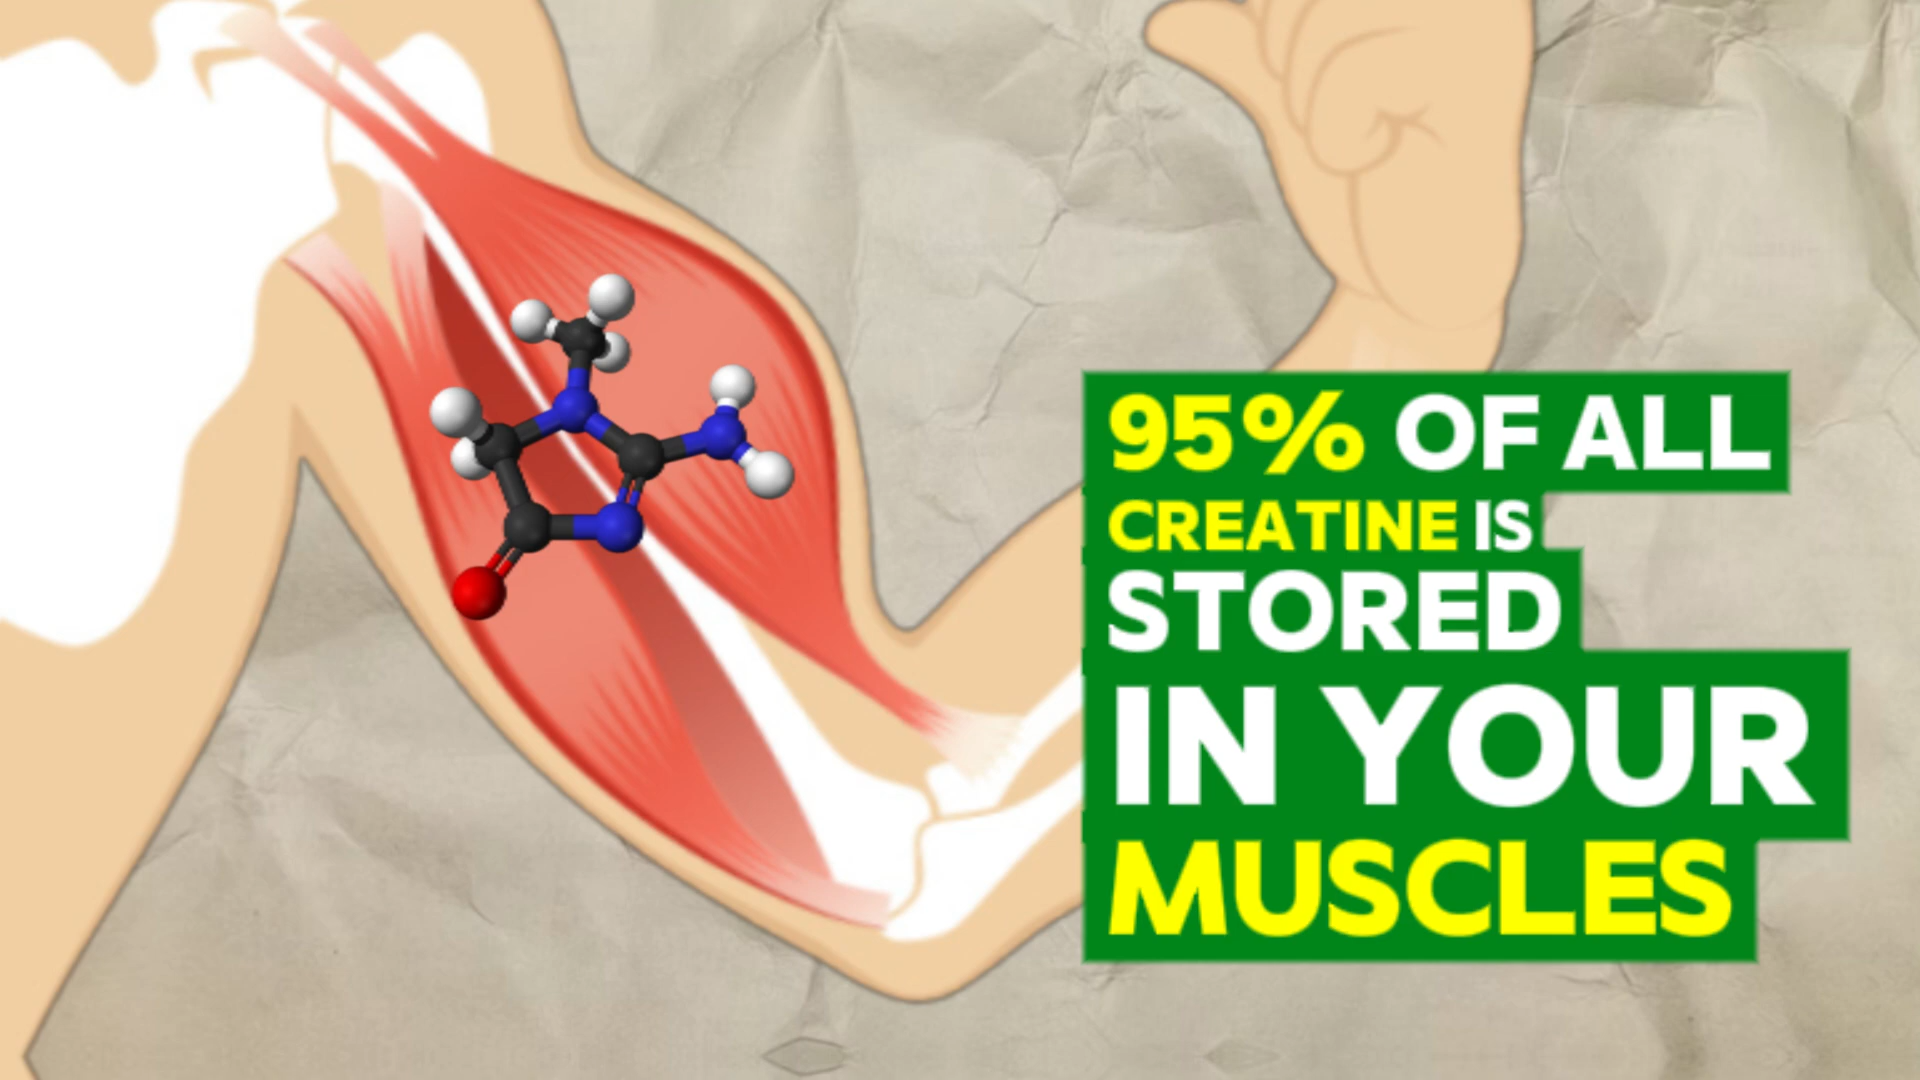 95% OF ALL
CREATINE IS
STORED
IN YOUR
MUSCLES